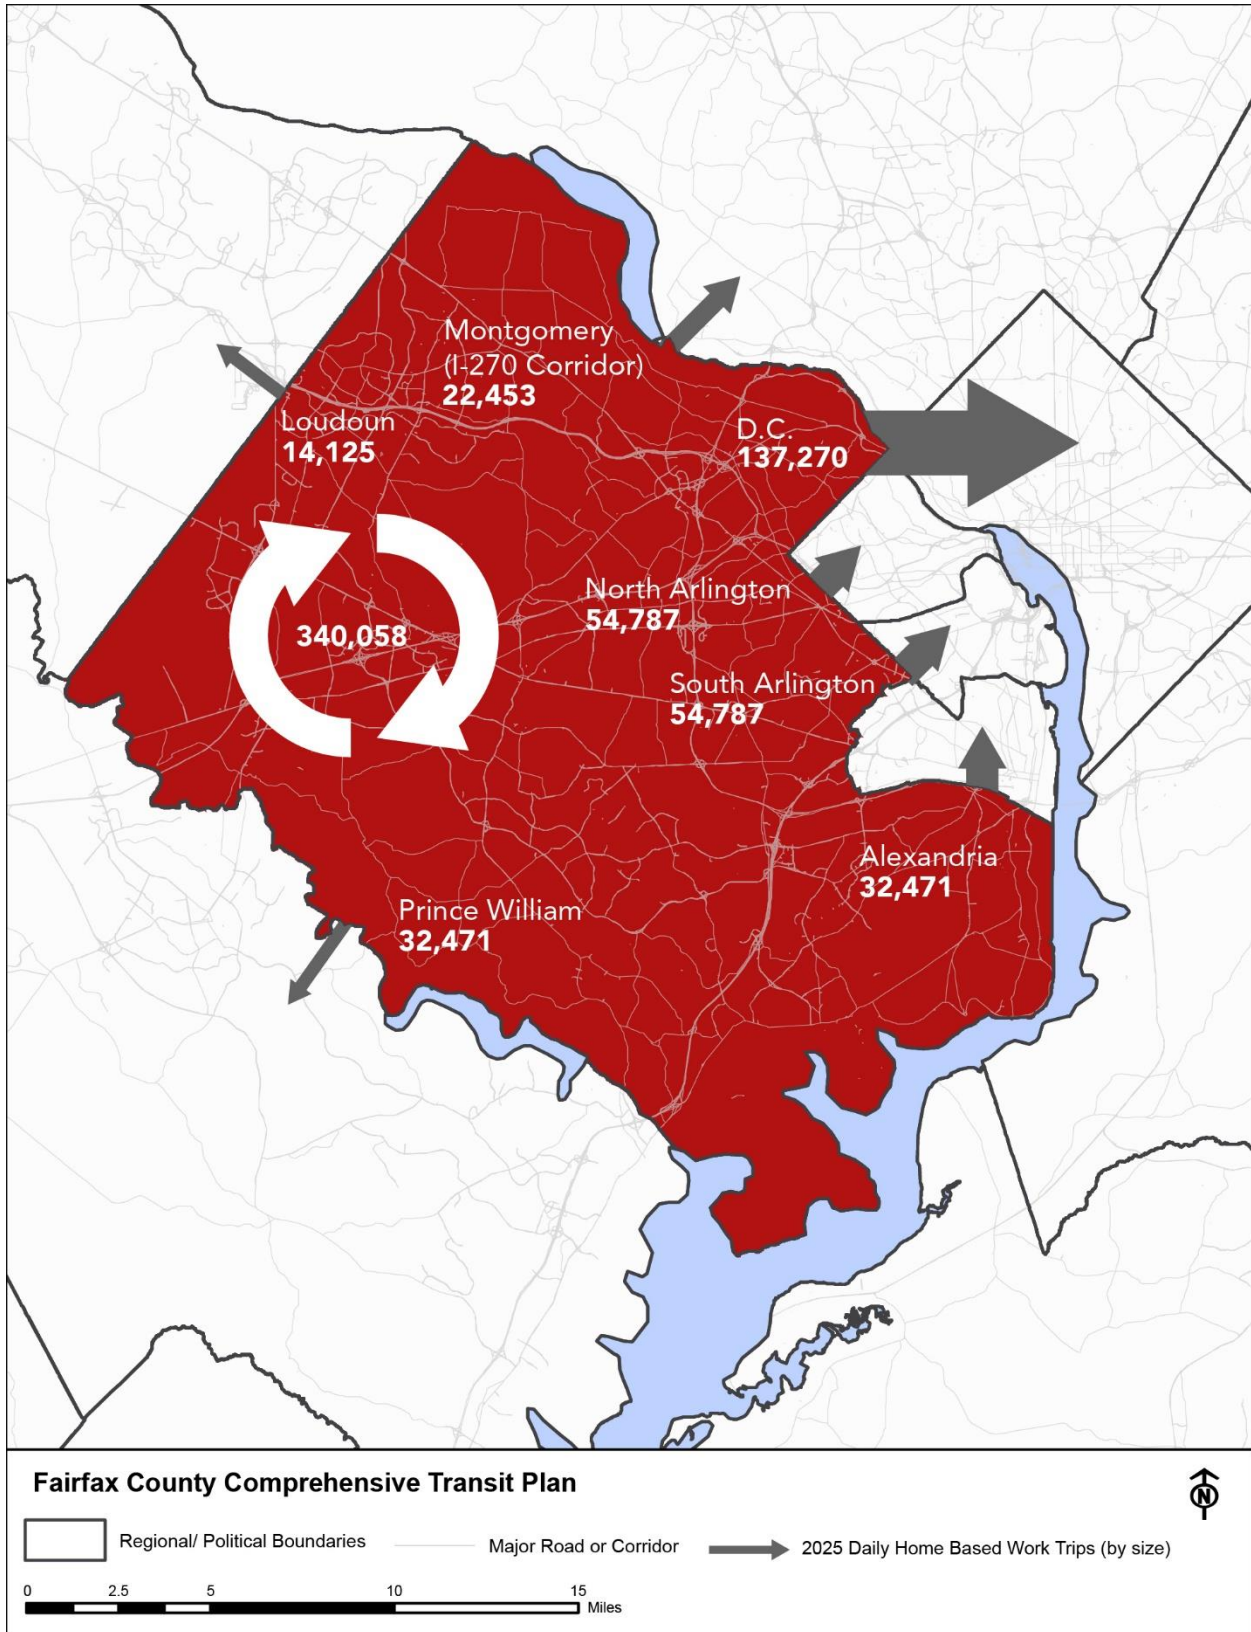 Montgomery
(I-270 Corridor)
22,453
Loudoun
14,125
D.C.
137,270
340,058
North Arlington
54,787
South Arlington
54,787
Alexandria
32,471
Prince William
32,471
Fairfax County Comprehensive Transit Plan
N
Regional/ Political Boundaries
Major Road or Corridor
2025 Daily Home Based Work Trips (by size)
0 2.5 5 10 15
Miles